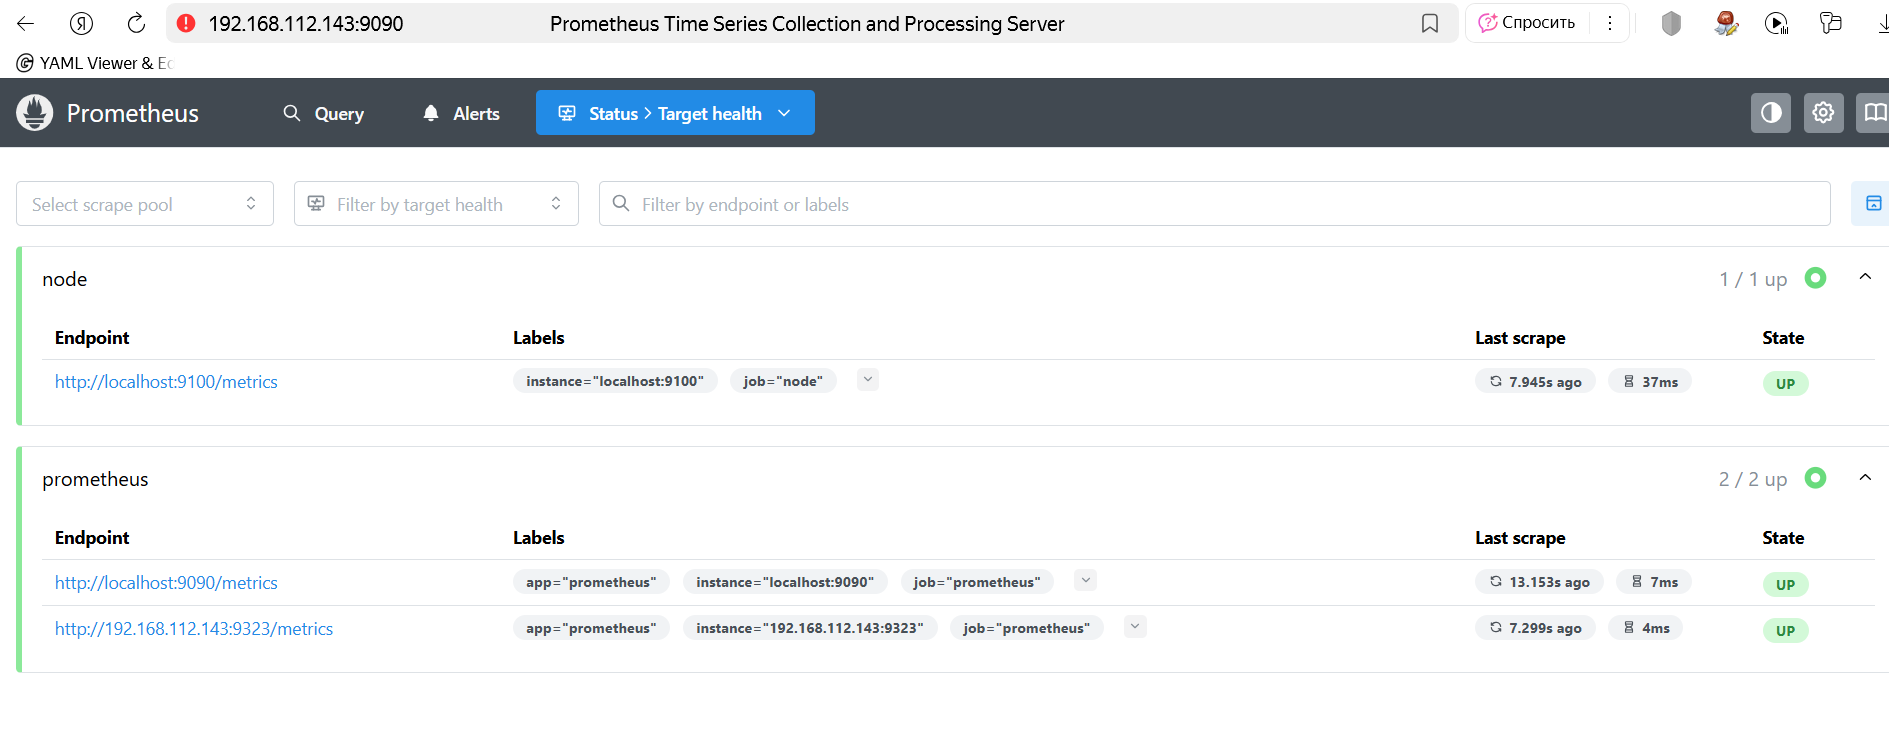 192.168.112.143:9090 Prometheus Time Series Collection and Processing Server Спросить
YAML Viewer &
Prometheus Query Alerts Status > Target health
Select scrape pool Filter by target health Filter by endpoint or labels
node 1 / 1 up
Endpoint Labels Last scrape State
http://localhost:9100/metrics instance="localhost:9100" job="node" 7.945s ago 37ms UP
prometheus 2 / 2 up
Endpoint Labels Last scrape State
http://localhost:9090/metrics app="prometheus" instance="localhost:9090" job="prometheus" 13.153s ago 7ms UP
http://192.168.112.143:9323/metrics app="prometheus" instance="192.168.112.143:9323" job="prometheus" 7.299s ago 4ms UP